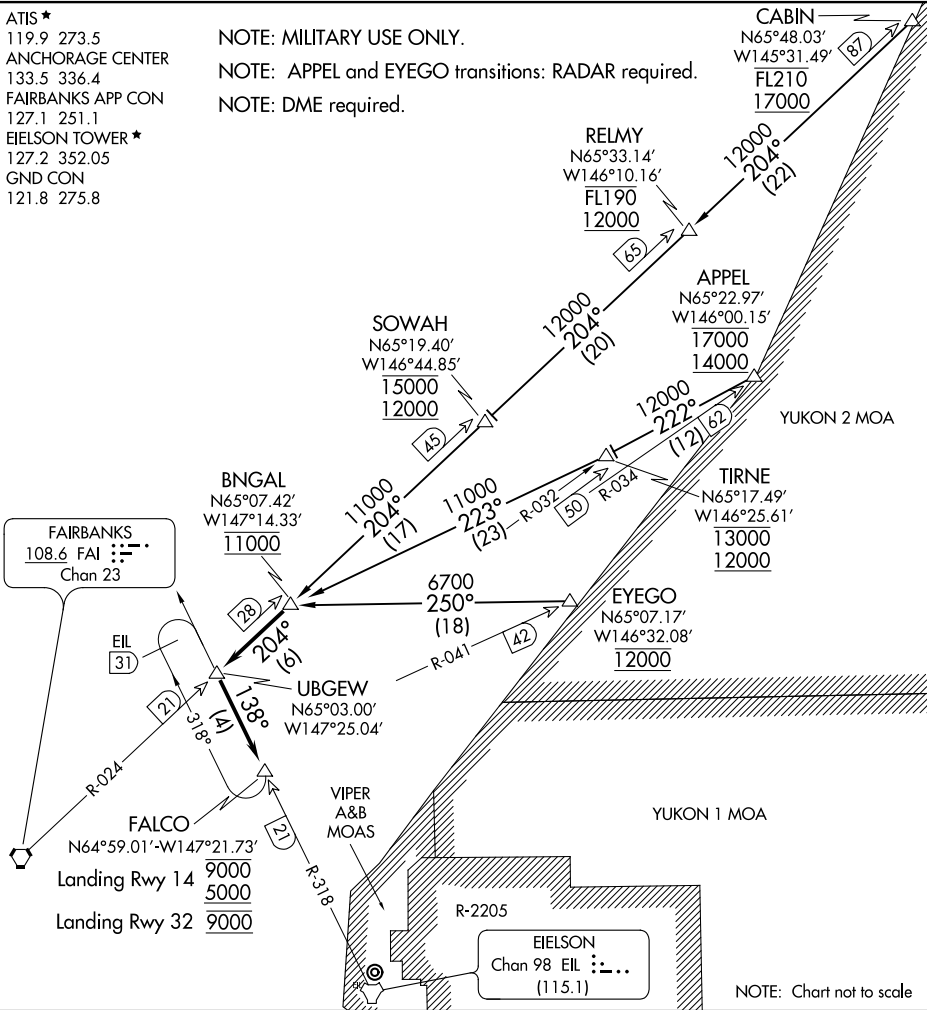 ATIS★
119.9 273.5
ANCHORAGE CENTER
133.5 336.4
FAIRBANKS APP CON
127.1 251.1
EIELSON TOWER★
127.2 352.05
GND CON
121.8 275.8
NOTE: MILITARY USE ONLY.
NOTE: APPEL and EYEGO transitions: RADAR required.
NOTE: DME required.
CABIN
N65°48.03'
W145°31.49'
FL210
17000
87
12000
204°
(22)
RELMY
N65°33.14'
W146°10.16'
FL190
12000
65
12000
204°
(20)
APPEL
N65°22.97'
W146°00.15'
17000
14000
SOWAH
N65°19.40'
W146°44.85'
15000
12000
45
12000
222°
(12)
62
R-034
YUKON 2 MOA
TIRNE
N65°17.49'
W146°25.61'
13000
12000
50
R-032
11000
223°
(23)
11000
204°
(17)
BNGAL
N65°07.42'
W147°14.33'
11000
28
6700
250°
(18)
EYEGO
N65°07.17'
W146°32.08'
12000
42
R-041
FAIRBANKS
108.6 FAI
Chan 23
204°
(6)
EIL
31
UBGEW
N65°03.00'
W147°25.04'
21
R-024
138°
(4)
318°
FALCO
N64°59.01'-W147°21.73'
Landing Rwy 14 9000
5000
Landing Rwy 32 9000
21
R-318
VIPER
A&B
MOAS
YUKON 1 MOA
R-2205
EIELSON
Chan 98 EIL
(115.1)
EIL
NOTE: Chart not to scale